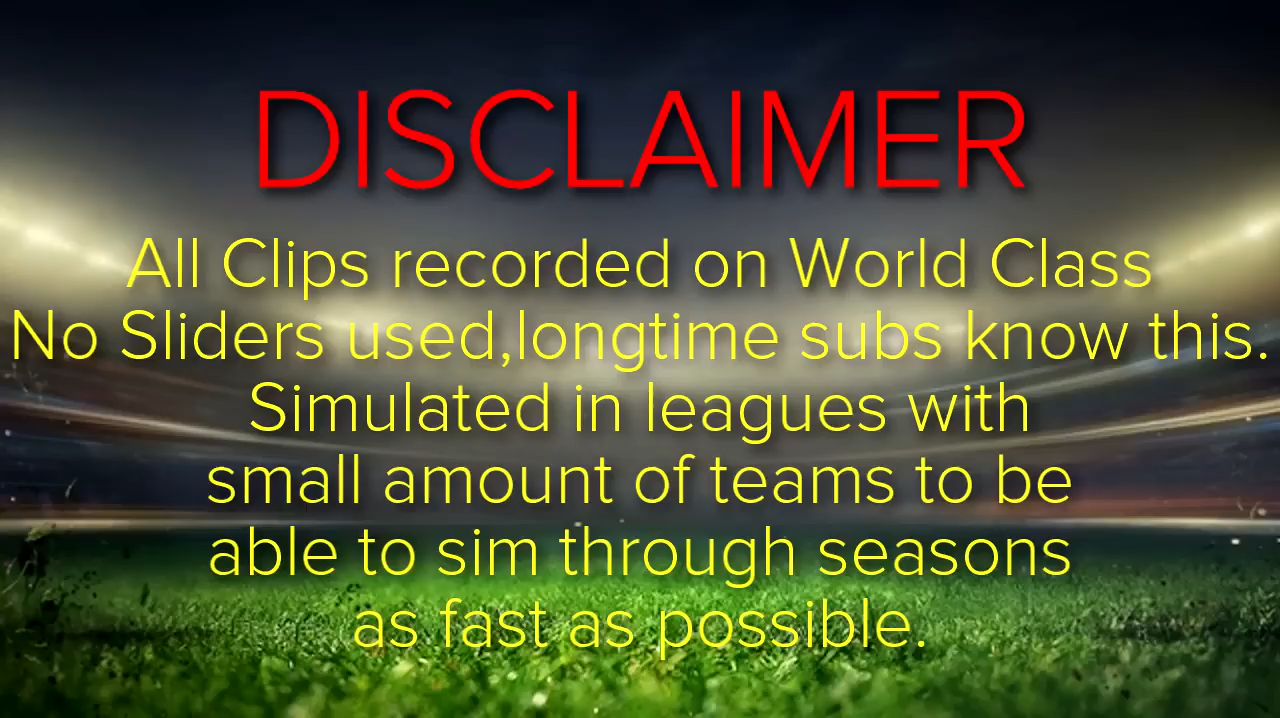 DISCLAIMER
All Clips recorded on World Class
No Sliders used,longtime subs know this.
Simulated in leagues with
small amount of teams to be
able to sim through seasons
as fast as possible.